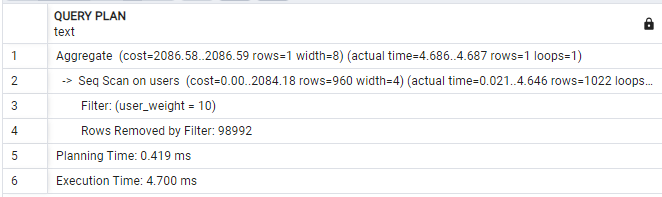 QUERY PLAN
text
1 Aggregate (cost=2086.58..2086.59 rows=1 width=8) (actual time=4.686..4.687 rows=1 loops=1)
2 -> Seq Scan on users (cost=0.00..2084.18 rows=960 width=4) (actual time=0.021..4.646 rows=1022 loops...
3 Filter: (user_weight = 10)
4 Rows Removed by Filter: 98992
5 Planning Time: 0.419 ms
6 Execution Time: 4.700 ms